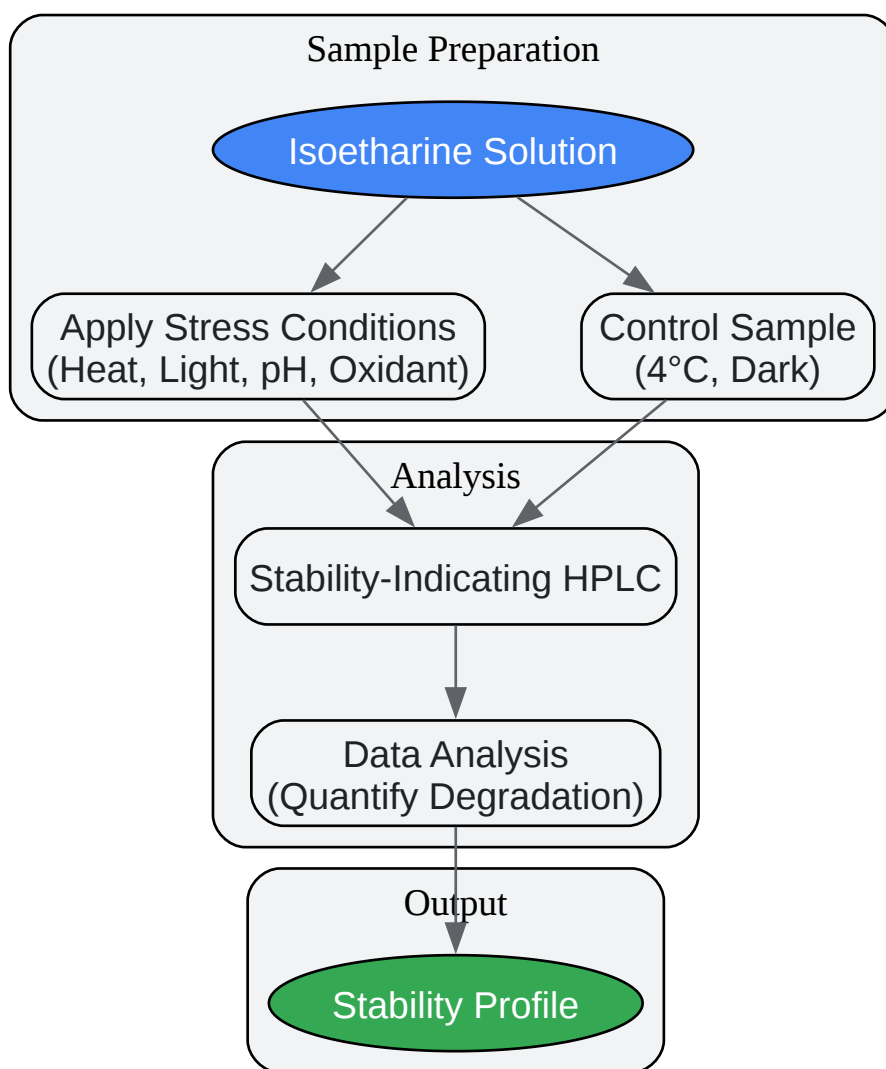 Sample Preparation
Isoetharine Solution
Apply Stress Conditions
(Heat, Light, pH, Oxidant)
Control Sample
(4°C, Dark)
Analysis
Stability-Indicating HPLC
Data Analysis
(Quantify Degradation)
Output
Stability Profile